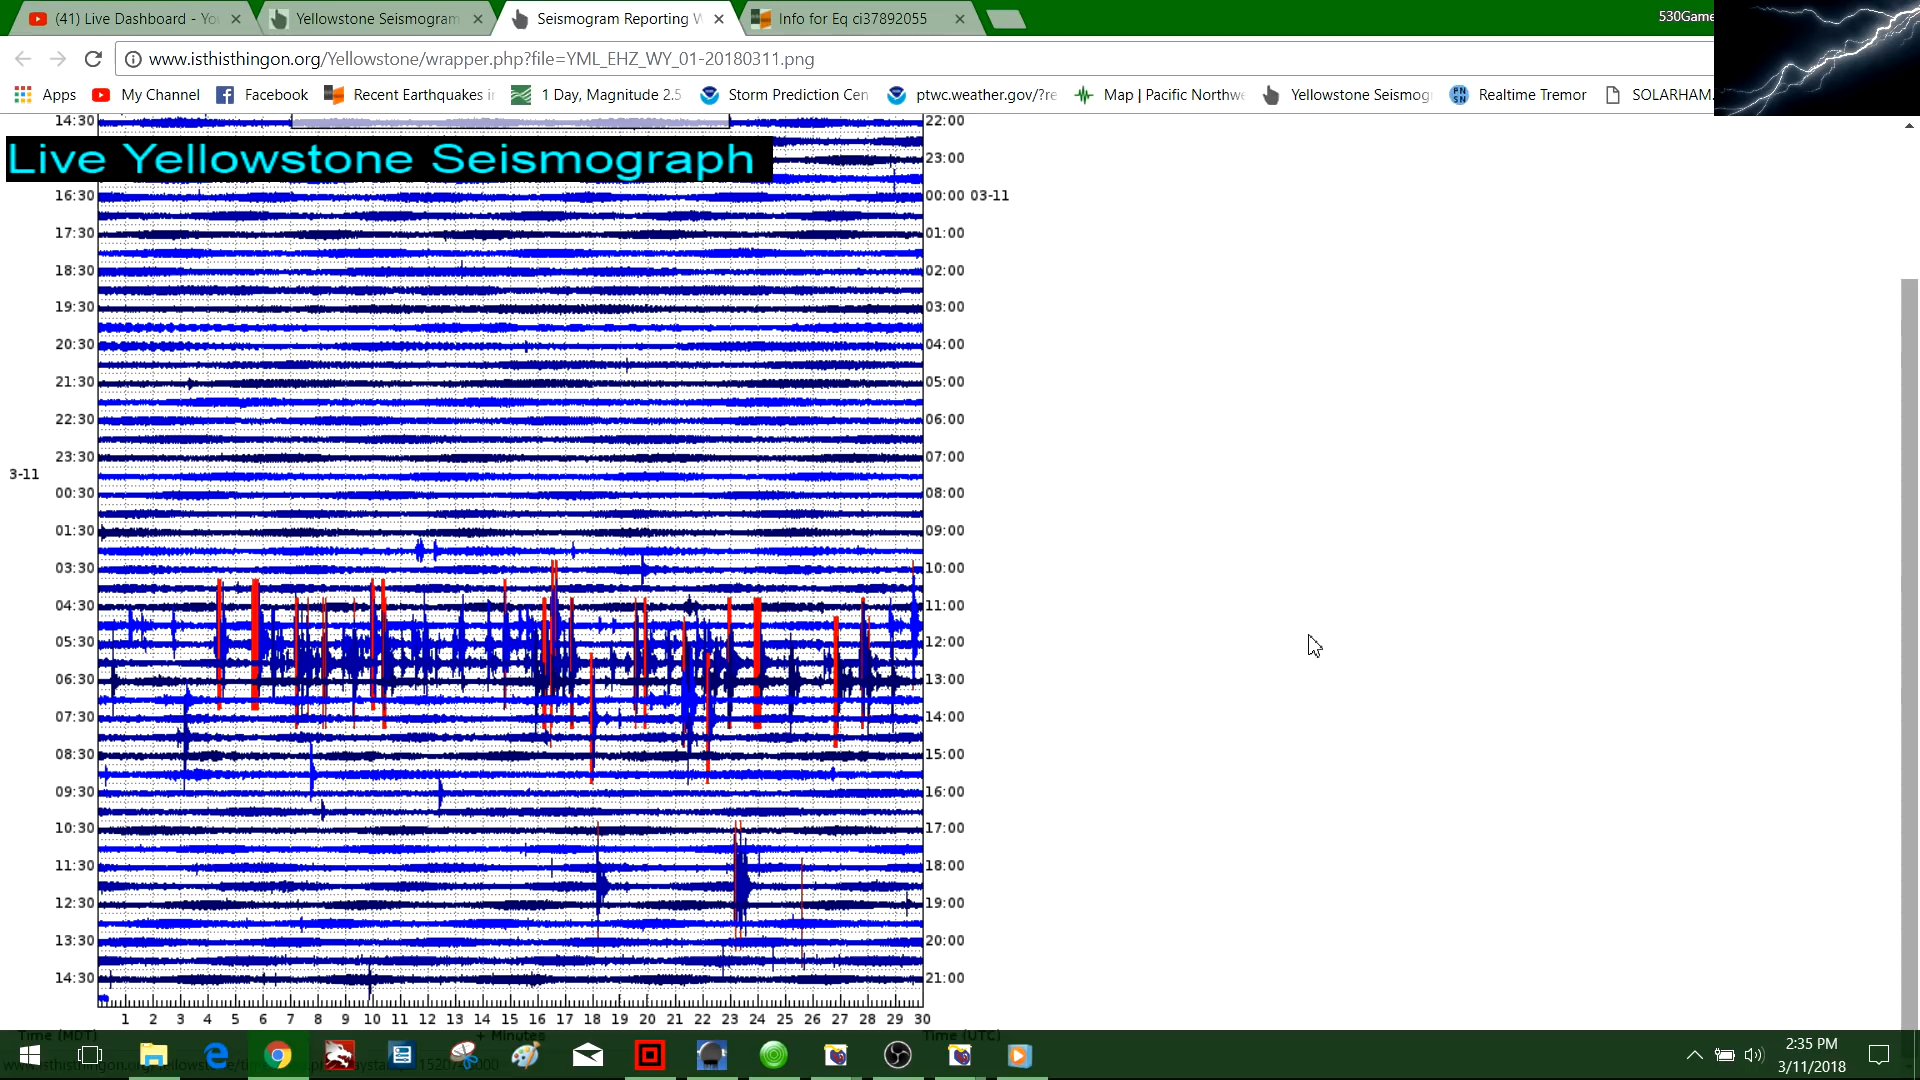 (41) Live Dashboard - Yo
Yellowstone Seismogram
Seismogram Reporting W
Info for Eq ci37892055
530Game
www.isthisthingon.org/Yellowstone/wrapper.php?file=YML_EHZ_WY_01-20180311.png
Apps
My Channel
Facebook
Recent Earthquakes i
1 Day, Magnitude 2.5
Storm Prediction Cen
ptwc.weather.gov/?re
Map | Pacific Northwe
Yellowstone Seismog
Realtime Tremor
SOLARHAM.
14:30 22:00
Live Yellowstone Seismograph
23:00
16:30 00:00 03-11
17:30 01:00
18:30 02:00
19:30 03:00
20:30 04:00
21:30 05:00
22:30 06:00
23:30 07:00
3-11
00:30 08:00
01:30 09:00
03:30 10:00
04:30 11:00
05:30 12:00
06:30 13:00
07:30 14:00
08:30 15:00
09:30 16:00
10:30 17:00
11:30 18:00
12:30 19:00
13:30 20:00
14:30 21:00
1 2 3 4 5 6 7 8 9 10 11 12 13 14 15 16 17 18 19 20 21 22 23 24 25 26 27 28 29 30
Time (MDT) + Minutes Time (UTC)
2:35 PM
3/11/2018